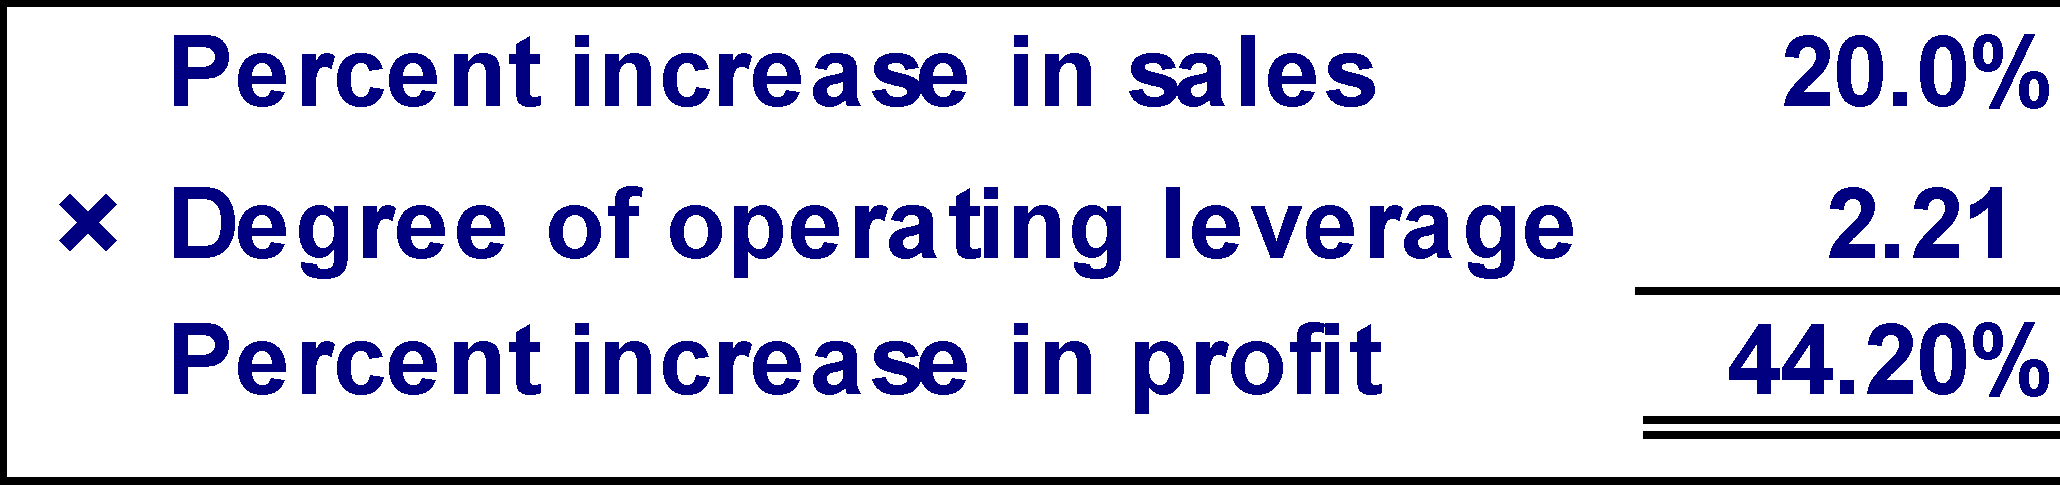 Percent increase in sales 20.0%
× Degree of operating leverage 2.21
Percent increase in profit 44.20%